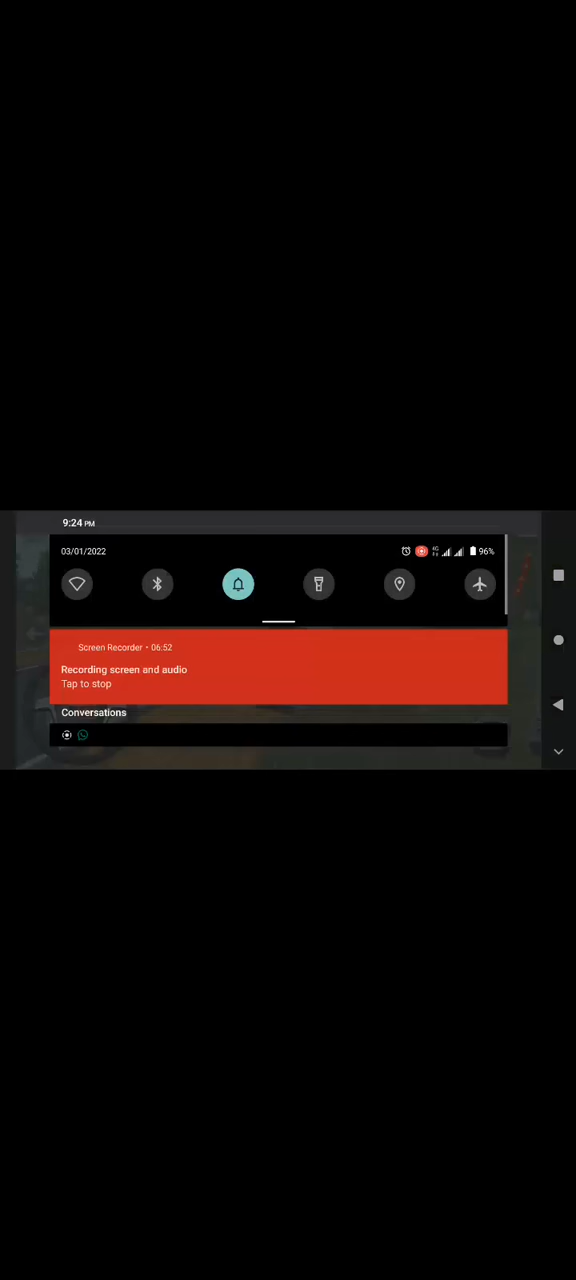 9:24 PM
03/01/2022
4G
96%
Screen Recorder • 06:52
Recording screen and audio
Tap to stop
Conversations